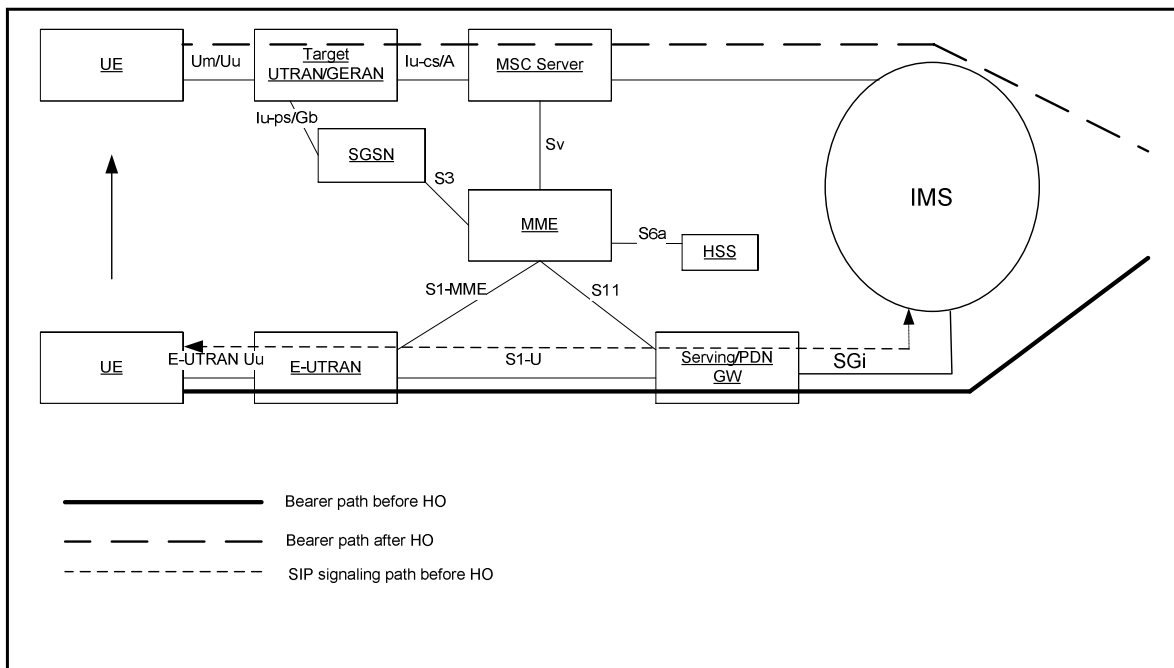 UE
Um/Uu
Target
UTRAN/GERAN
Iu-cs/A
MSC Server
Iu-ps/Gb
SGSN
S3
Sv
IMS
MME
S6a
HSS
S1-MME
S11
UE
E-UTRAN Uu
E-UTRAN
S1-U
Serving/PDN
GW
SGi
Bearer path before HO
Bearer path after HO
SIP signaling path before HO